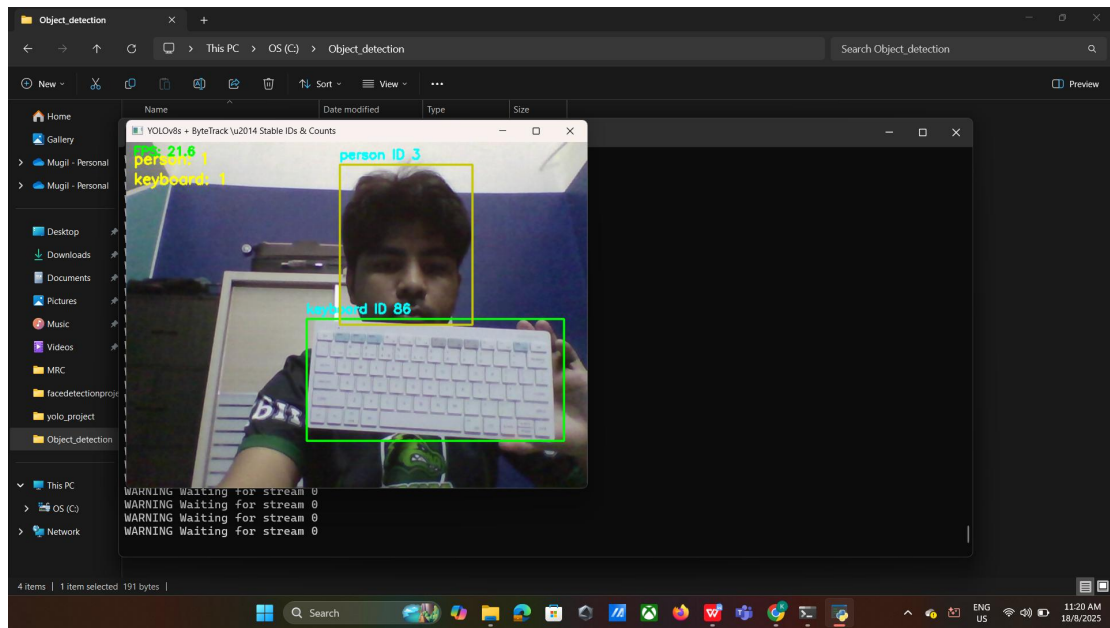 Object_detection
This PC > OS (C:) > Object_detection
Search Object_detection
New
Sort
View
Preview
Name
Date modified
Type
Size
Home
Gallery
Mugil - Personal
Mugil - Personal
Desktop
Downloads
Documents
Pictures
Music
Videos
MRC
facedetectionproje
yolo_project
Object_detection
This PC
OS (C:)
Network
YOLOv8s + ByteTrack \u2014 Stable IDs & Counts
FPS: 21.6
person: 1
keyboard: 1
person ID 3
keyboard ID 86
WARNING Waiting for stream 0
WARNING Waiting for stream 0
WARNING Waiting for stream 0
WARNING Waiting for stream 0
4 items | 1 item selected 191 bytes
Search
ENG
US
11:20 AM
18/8/2025